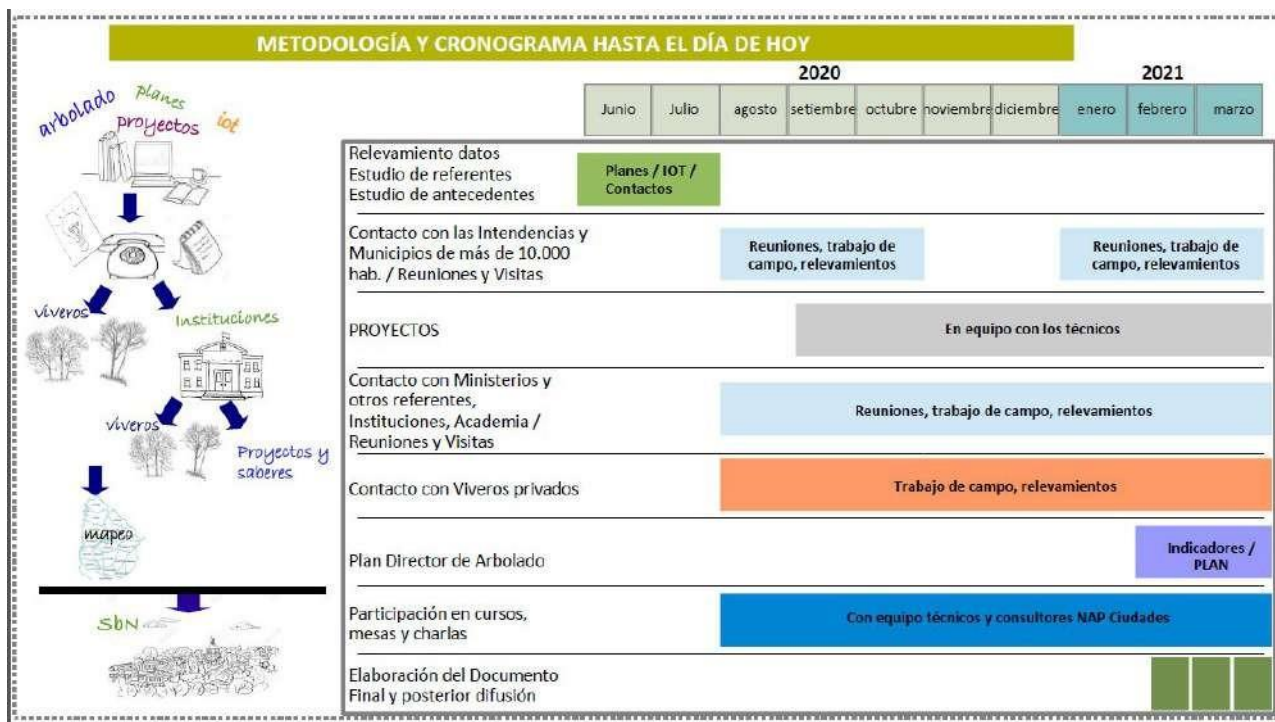 METODOLOGÍA Y CRONOGRAMA HASTA EL DÍA DE HOY
arbolado
planes
proyectos
iot
viveros
Instituciones
viveros
Proyectos y
saberes
mapeo
SbN
2020
2021
Junio
Julio
agosto
setiembre
octubre
noviembre
diciembre
enero
febrero
marzo
Relevamiento datos
Estudio de referentes
Estudio de antecedentes
Planes / IOT /
Contactos
Contacto con las Intendencias y
Municipios de más de 10.000
hab. / Reuniones y Visitas
Reuniones, trabajo de
campo, relevamientos
Reuniones, trabajo de
campo, relevamientos
PROYECTOS
En equipo con los técnicos
Contacto con Ministerios y
otros referentes,
Instituciones, Academia /
Reuniones y Visitas
Reuniones, trabajo de campo, relevamientos
Contacto con Viveros privados
Trabajo de campo, relevamientos
Plan Director de Arbolado
Indicadores /
PLAN
Participación en cursos,
mesas y charlas
Con equipo técnicos y consultores NAP Ciudades
Elaboración del Documento
Final y posterior difusión